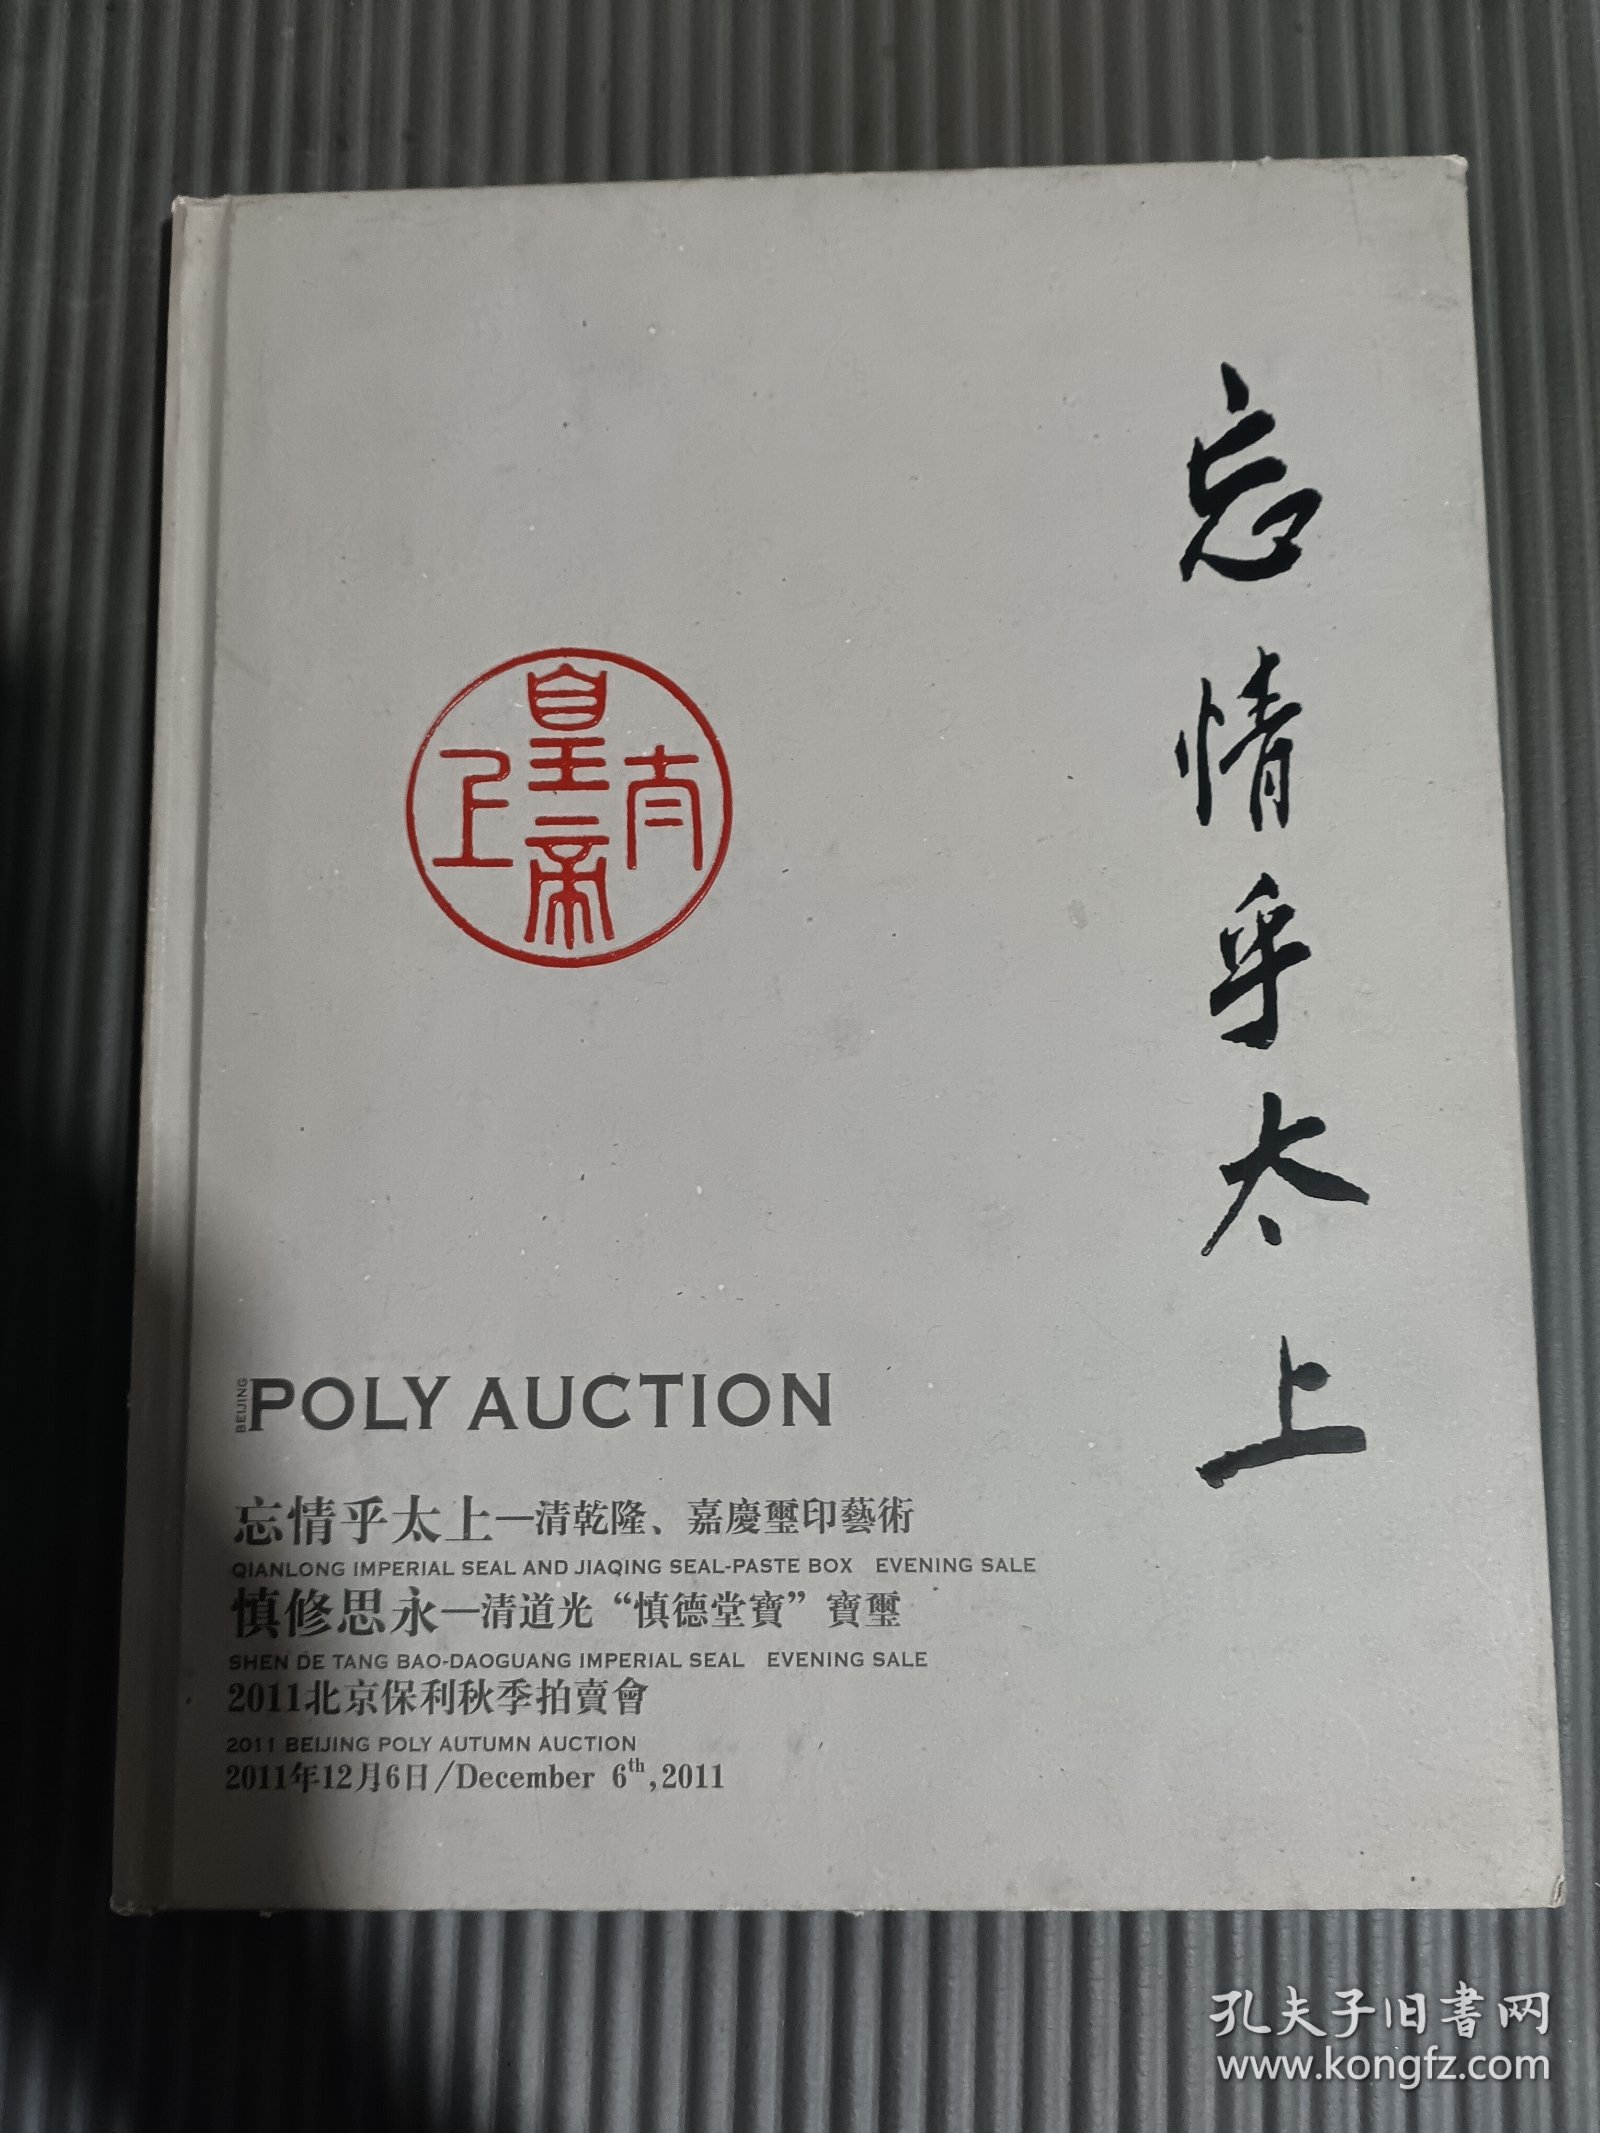 忘情乎太上
太上皇帝
BEIJING POLY AUCTION
忘情乎太上—清乾隆、嘉慶璽印藝術
QIANLONG IMPERIAL SEAL AND JIAQING SEAL-PASTE BOX EVENING SALE
慎修思永—清道光“慎德堂寶”寶璽
SHEN DE TANG BAO-DAOGUANG IMPERIAL SEAL EVENING SALE
2011北京保利秋季拍賣會
2011 BEIJING POLY AUTUMN AUCTION
2011年12月6日/December 6th,2011
孔夫子旧書网
www.kongfz.com